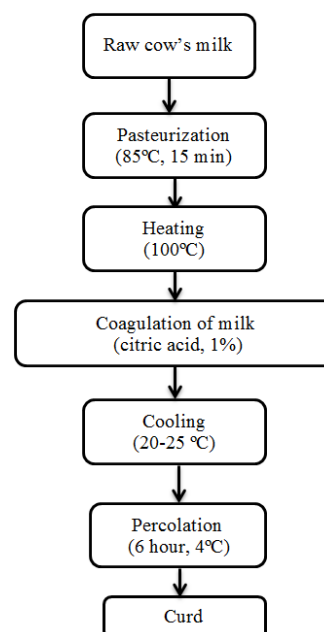 Raw cow's milk
Pasteurization
(85ºC, 15 min)
Heating
(100ºC)
Coagulation of milk
(citric acid, 1%)
Cooling
(20-25 ºC)
Percolation
(6 hour, 4ºC)
Curd